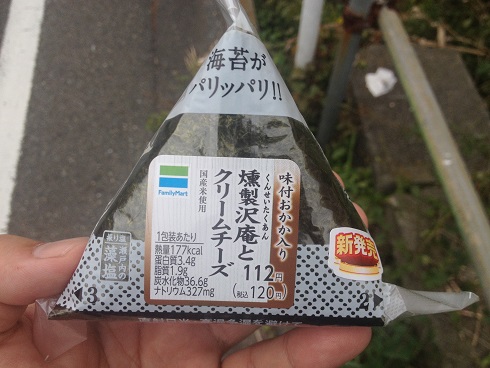 海苔が
パリッパリ!!
味付おかか入り
くんせいたくあん
燻製沢庵と
クリームチーズ
国産米使用
FamilyMart
112円
(税込120円)
1包装あたり
熱量177kcal
蛋白質3.4g
脂質1.9g
炭水化物36.6g
ナトリウム327mg
新発売
瀬戸内の
藻塩
3
2